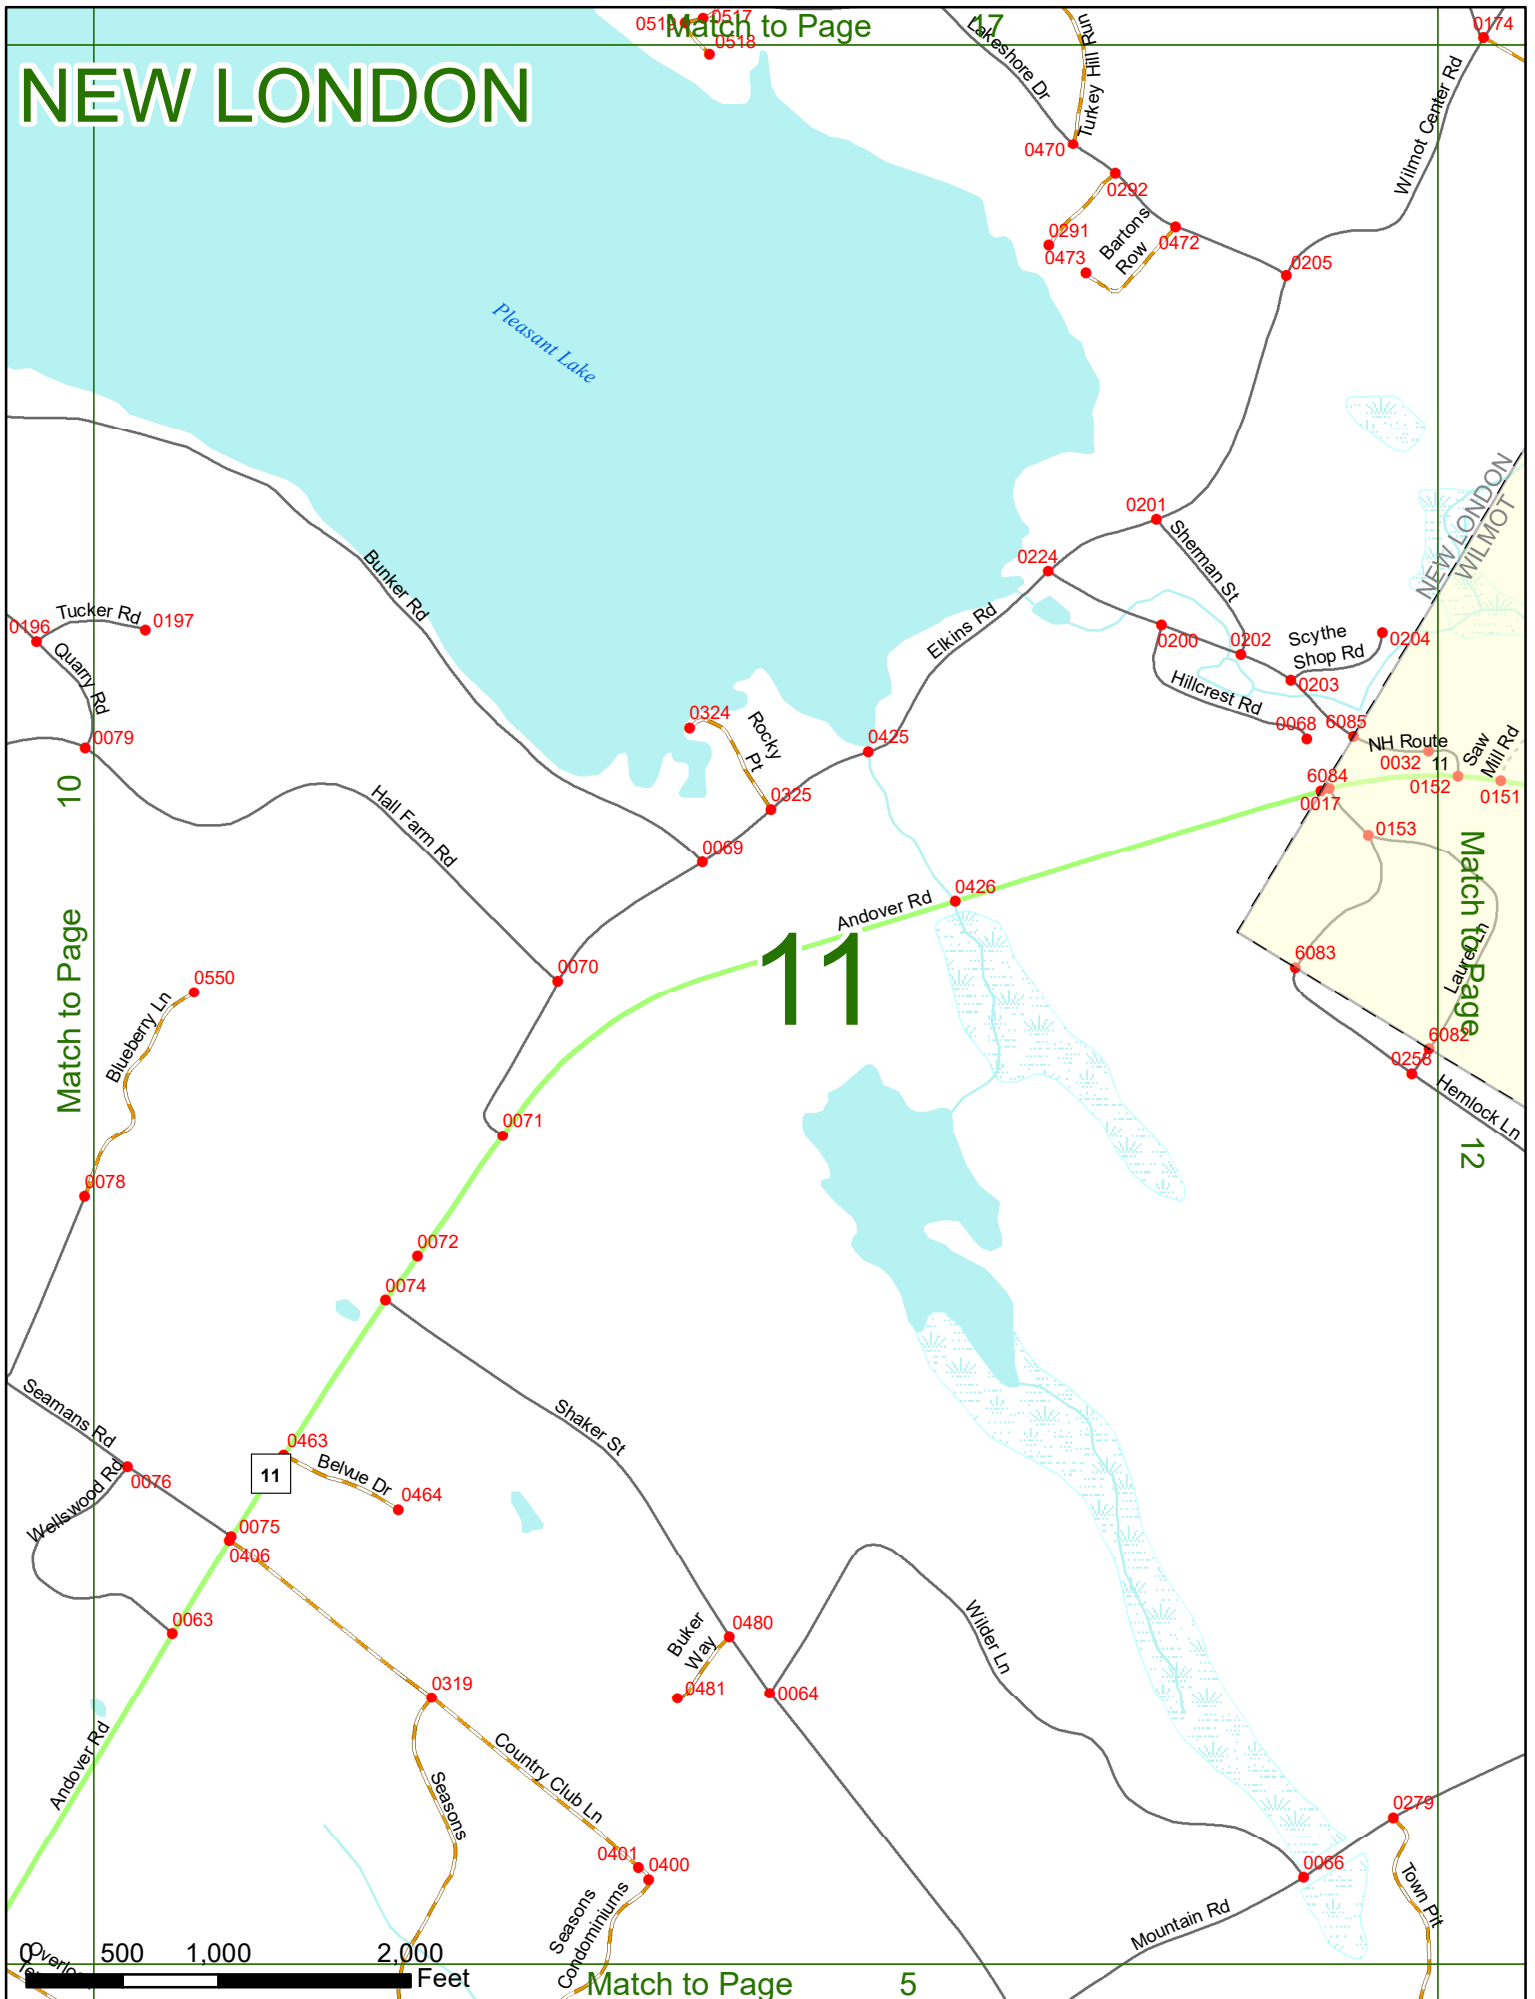 0519
0517
Match to Page 17
0518
0174
NEW LONDON
Lakeshore Dr
Turkey Hill Run
Wilmot Center Rd
0470
0292
0291
0473
Bartons
Row
0472
0205
Pleasant Lake
NEW LONDON
WILMOT
0201
Sherman St
0224
Bunker Rd
Tucker Rd
0197
0196
Quarry Rd
Elkins Rd
0200
0202
Scythe
Shop Rd
0204
0203
Hillcrest Rd
0068
6085
NH Route
11
0032
Saw
Mill Rd
0324
Rocky
Pt
0425
0079
10
Hall Farm Rd
0325
6084
0017
0152
0151
0153
0069
Match to Page
0426
Andover Rd
11
Match to Page
0070
0550
Blueberry Ln
6083
Laurel Ln
6082
0258
Hemlock Ln
0071
12
0078
0072
0074
Seamans Rd
Shaker St
0463
11
Belvue Dr
0464
0076
Wellswood Rd
0075
0406
0063
Buker
Way
0480
Wilder Ln
0481
0064
0319
Andover Rd
Country Club Ln
Seasons
0279
0401
0400
0066
Seasons
Condominiums
Mountain Rd
Town Pit
0 500 1,000 2,000
Feet
Match to Page 5